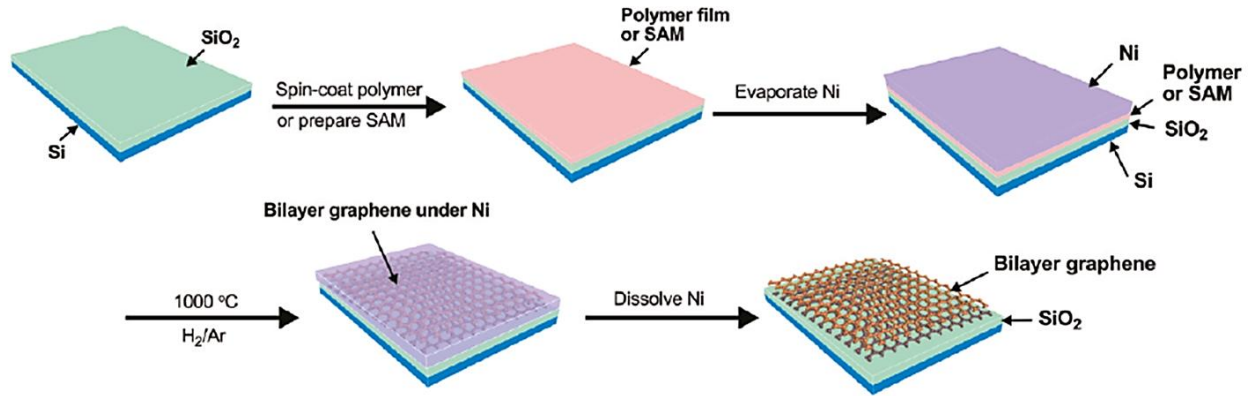 SiO₂
Si
Spin-coat polymer
or prepare SAM
Polymer film
or SAM
Evaporate Ni
Ni
Polymer
or SAM
SiO₂
Si
1000 °C
H₂/Ar
Bilayer graphene under Ni
Dissolve Ni
Bilayer graphene
SiO₂